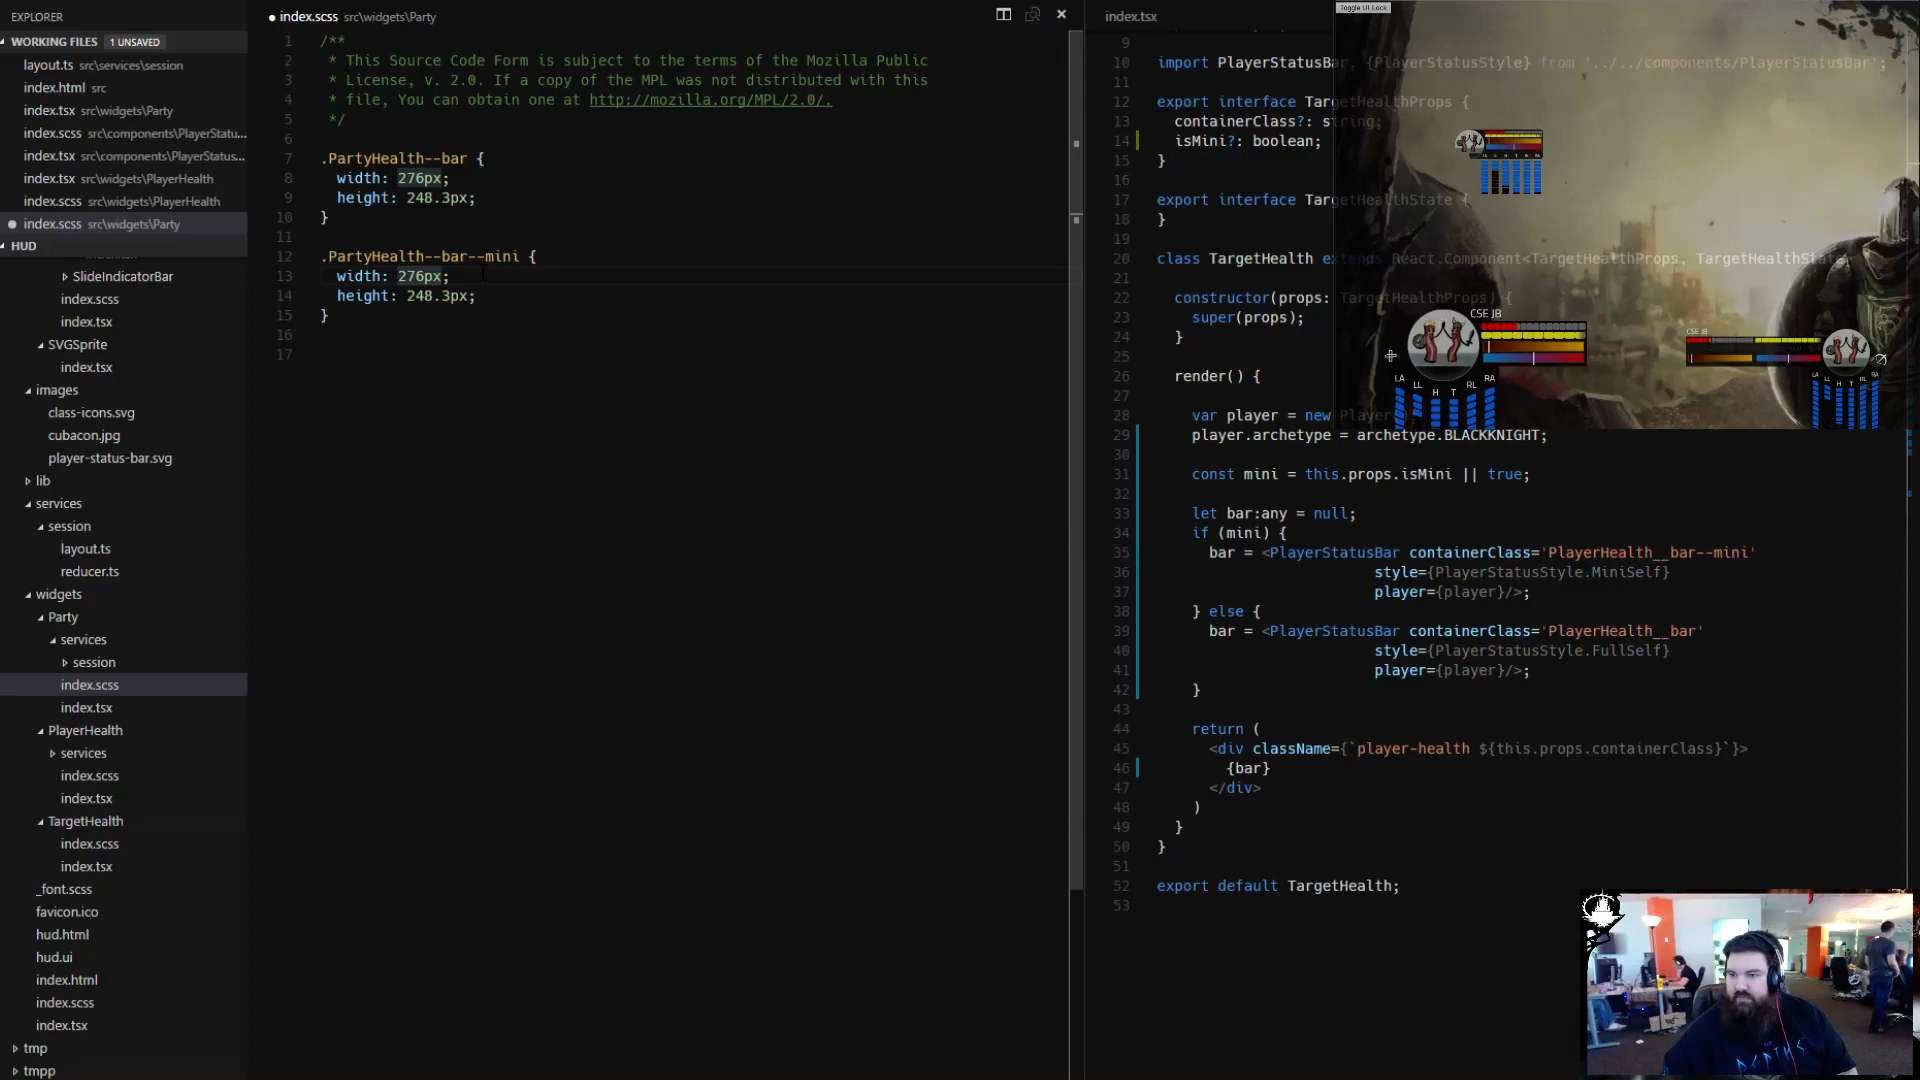 EXPLORER
WORKING FILES 1 UNSAVED
layout.ts src\services\session
index.html src
index.tsx src\widgets\Party
index.scss src\components\PlayerStatu...
index.tsx src\components\PlayerStatus...
index.tsx src\widgets\PlayerHealth
index.scss src\widgets\PlayerHealth
index.scss src\widgets\Party
HUD
SlideIndicatorBar
index.scss
index.tsx
SVGSprite
index.tsx
images
class-icons.svg
cubacon.jpg
player-status-bar.svg
lib
services
session
layout.ts
reducer.ts
widgets
Party
services
session
index.scss
index.tsx
PlayerHealth
services
index.scss
index.tsx
TargetHealth
index.scss
index.tsx
_font.scss
favicon.ico
hud.html
hud.ui
index.html
index.scss
index.tsx
tmp
tmpp
index.scss src\widgets\Party
1 /**
2 * This Source Code Form is subject to the terms of the Mozilla Public
3 * License, v. 2.0. If a copy of the MPL was not distributed with this
4 * file, You can obtain one at http://mozilla.org/MPL/2.0/.
5 */
6
7 .PartyHealth--bar {
8 width: 276px;
9 height: 248.3px;
10 }
11
12 .PartyHealth--bar--mini {
13 width: 276px;
14 height: 248.3px;
15 }
16
17
index.tsx
9
10 import PlayerStatusBar, {PlayerStatusStyle} from '../../components/PlayerStatusBar';
11
12 export interface TargetHealthProps {
13 containerClass?: string;
14 isMini?: boolean;
15 }
16
17 export interface TargetHealthState {
18 }
19
20 class TargetHealth extends React.Component<TargetHealthProps, TargetHealthState>
21
22 constructor(props: TargetHealthProps) {
23 super(props);
24 }
25
26 render() {
27
28 var player = new Player
29 player.archetype = archetype.BLACKKNIGHT;
30
31 const mini = this.props.isMini || true;
32
33 let bar:any = null;
34 if (mini) {
35 bar = <PlayerStatusBar containerClass='PlayerHealth__bar--mini'
36 style={PlayerStatusStyle.MiniSelf}
37 player={player}/>;
38 } else {
39 bar = <PlayerStatusBar containerClass='PlayerHealth__bar'
40 style={PlayerStatusStyle.FullSelf}
41 player={player}/>;
42 }
43
44 return (
45 <div className={`player-health ${this.props.containerClass}`}>
46 {bar}
47 </div>
48 )
49 }
50 }
51
52 export default TargetHealth;
53
Toggle UI Lock
CSE JB
LA LL H T RL RA
CSE JB